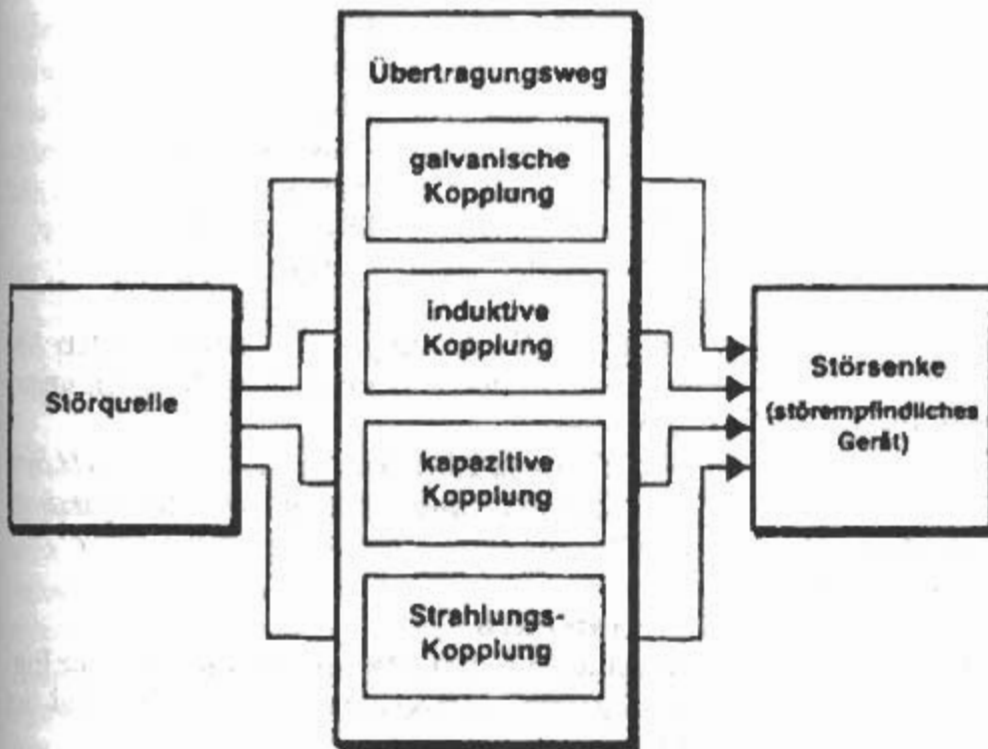 Übertragungsweg
galvanische
Kopplung
induktive
Kopplung
kapazitive
Kopplung
Strahlungs-
Kopplung
Störquelle
Störsenke
(störempfindliches
Gerät)